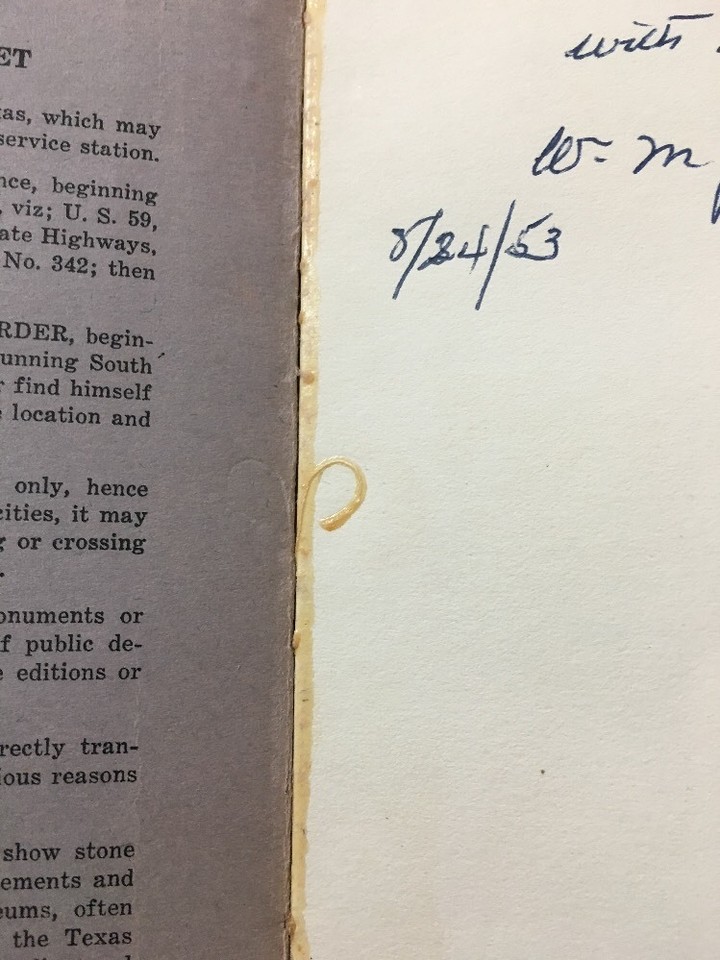 ET
as, which may
service station.
nce, beginning
, viz; U. S. 59,
ate Highways,
No. 342; then
RDER, begin-
unning South
r find himself
e location and
only, hence
cities, it may
g or crossing
.
onuments or
f public de-
e editions or
rectly tran-
ious reasons
show stone
ements and
eums, often
the Texas
with
W. M
8/24/53